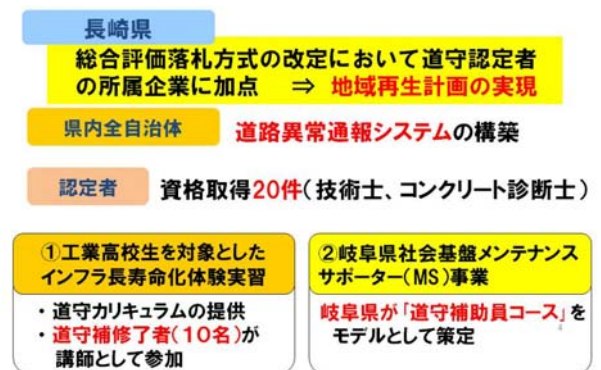 長崎県
総合評価落札方式の改定において道守認定者
の所属企業に加点 ⇒ 地域再生計画の実現
県内全自治体 道路異常通報システムの構築
認定者 資格取得20件(技術士、コンクリート診断士)
①工業高校生を対象とした
インフラ長寿命化体験実習
・道守カリキュラムの提供
・道守補修了者(10名)が
講師として参加
②岐阜県社会基盤メンテナンス
サポーター(MS)事業
岐阜県が「道守補助員コース」を
モデルとして策定
4